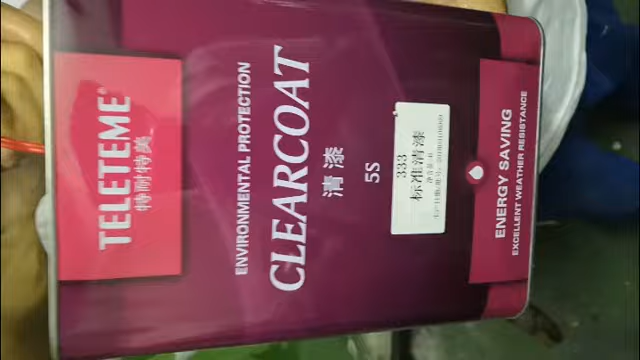 TELETEME®
特耐特美
ENVIRONMENTAL PROTECTION
CLEARCOAT
清漆
5S
333
标准清漆
ENERGY SAVING
EXCELLENT WEATHER RESISTANCE